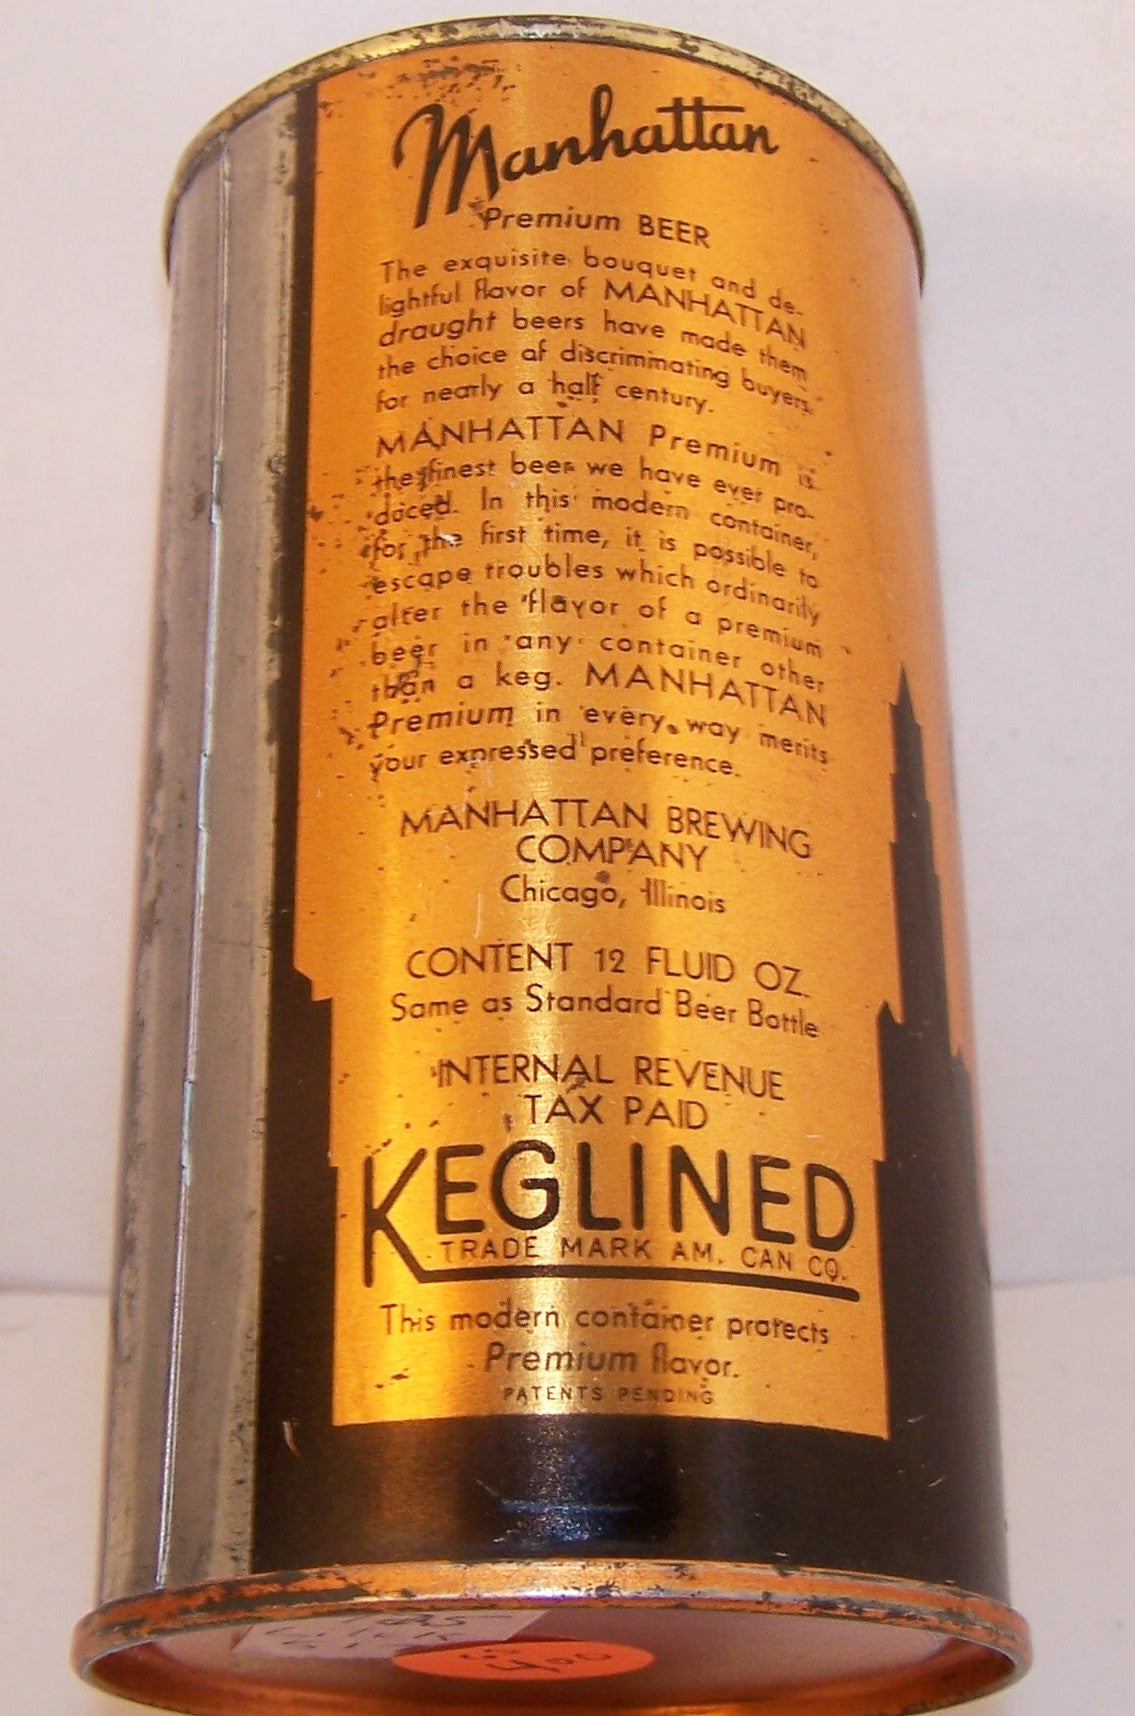 Manhattan
Premium BEER
The exquisite bouquet and de-
lightful flavor of MANHATTAN
draught beers have made them
the choice of discriminating buyers
for nearly a half century.
MANHATTAN Premium is
the finest beer we have ever pro-
duced. In this modern container,
for the first time, it is possible to
escape troubles which ordinarily
alter the flavor of a premium
beer in any container other
than a keg. MANHATTAN
Premium in every way merits
your expressed preference.
MANHATTAN BREWING
COMPANY
Chicago, Illinois
CONTENT 12 FLUID OZ.
Same as Standard Beer Bottle
INTERNAL REVENUE
TAX PAID
KEGLINED
TRADE MARK AM. CAN CO.
This modern container protects
Premium flavor.
PATENTS PENDING